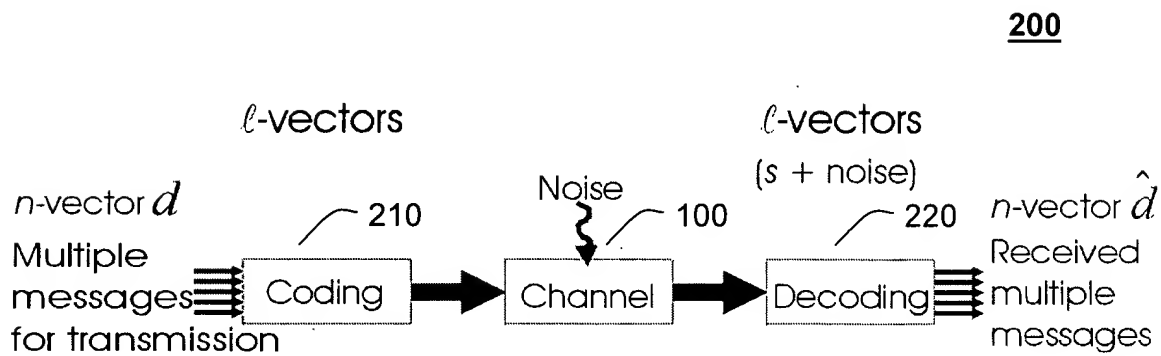 200
ℓ-vectors
ℓ-vectors
(s + noise)
n-vector d
Noise
n-vector d̂
210
100
220
Multiple
messages
for transmission
Coding
Channel
Decoding
Received
multiple
messages